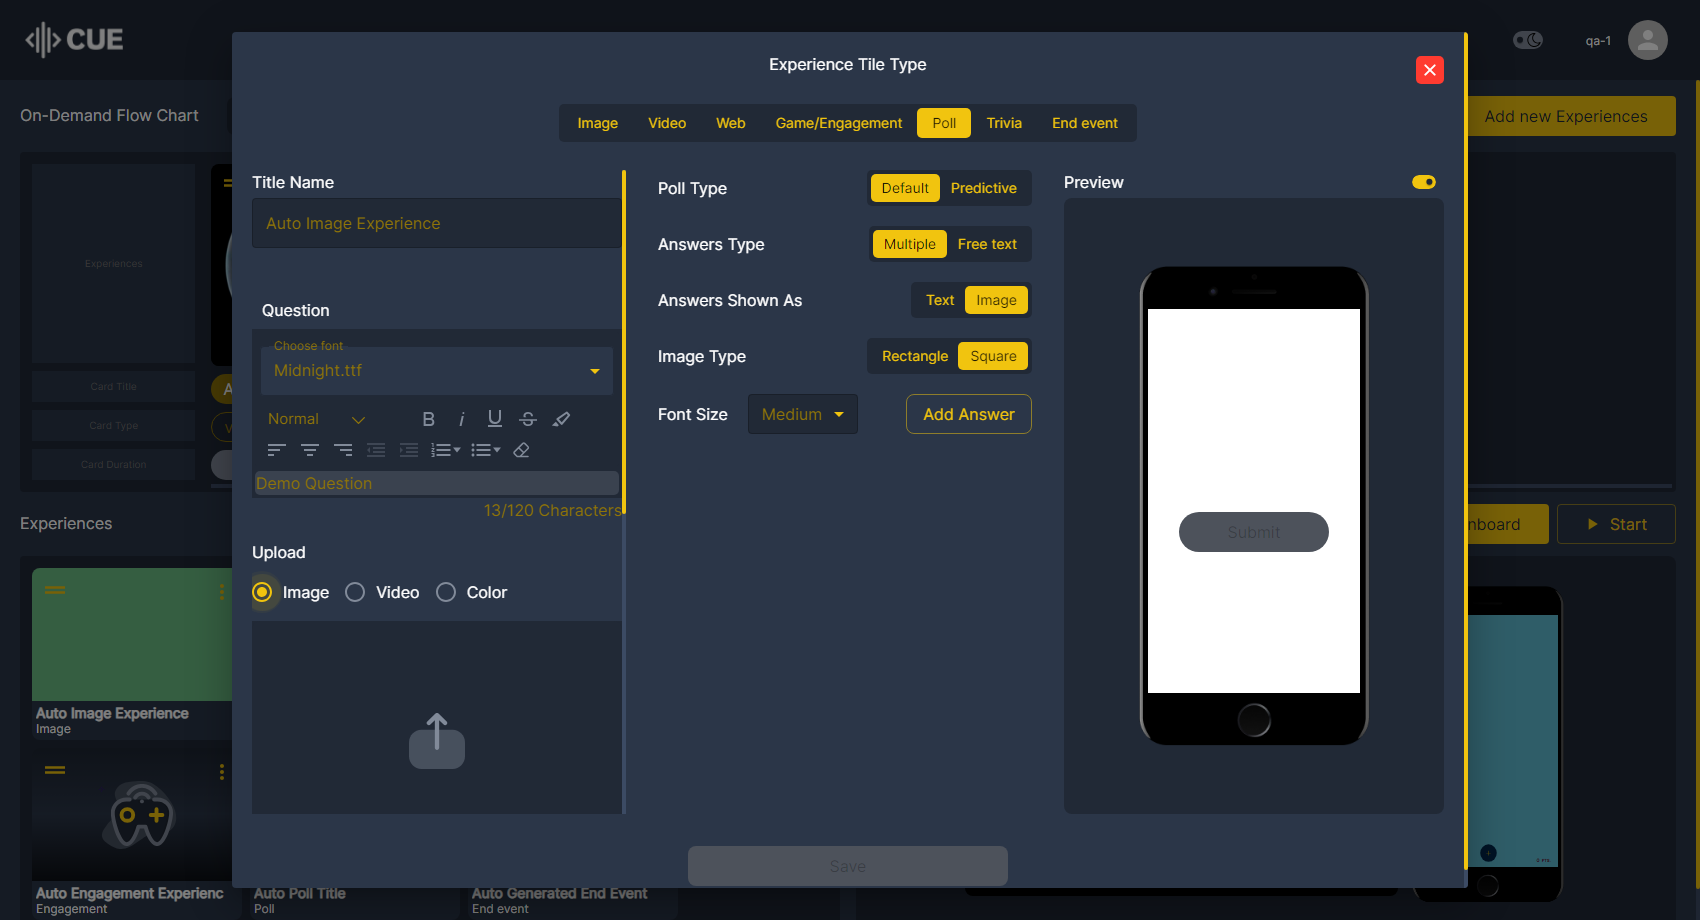 CUE
qa-1
On-Demand Flow Chart
Add new Experiences
Experiences
Card Title
Card Type
Card Duration
A
V
Experience Tile Type
Image
Video
Web
Game/Engagement
Poll
Trivia
End event
Title Name
Auto Image Experience
Question
Choose font
Midnight.ttf
Normal
Demo Question
13/120 Characters
Upload
Image
Video
Color
Poll Type
Default
Predictive
Answers Type
Multiple
Free text
Answers Shown As
Text
Image
Image Type
Rectangle
Square
Font Size
Medium
Add Answer
Preview
Submit
Save
Experiences
nboard
Start
Auto Image Experience
Image
Auto Engagement Experienc
Engagement
Auto Poll Title
Poll
Auto Generated End Event
End event